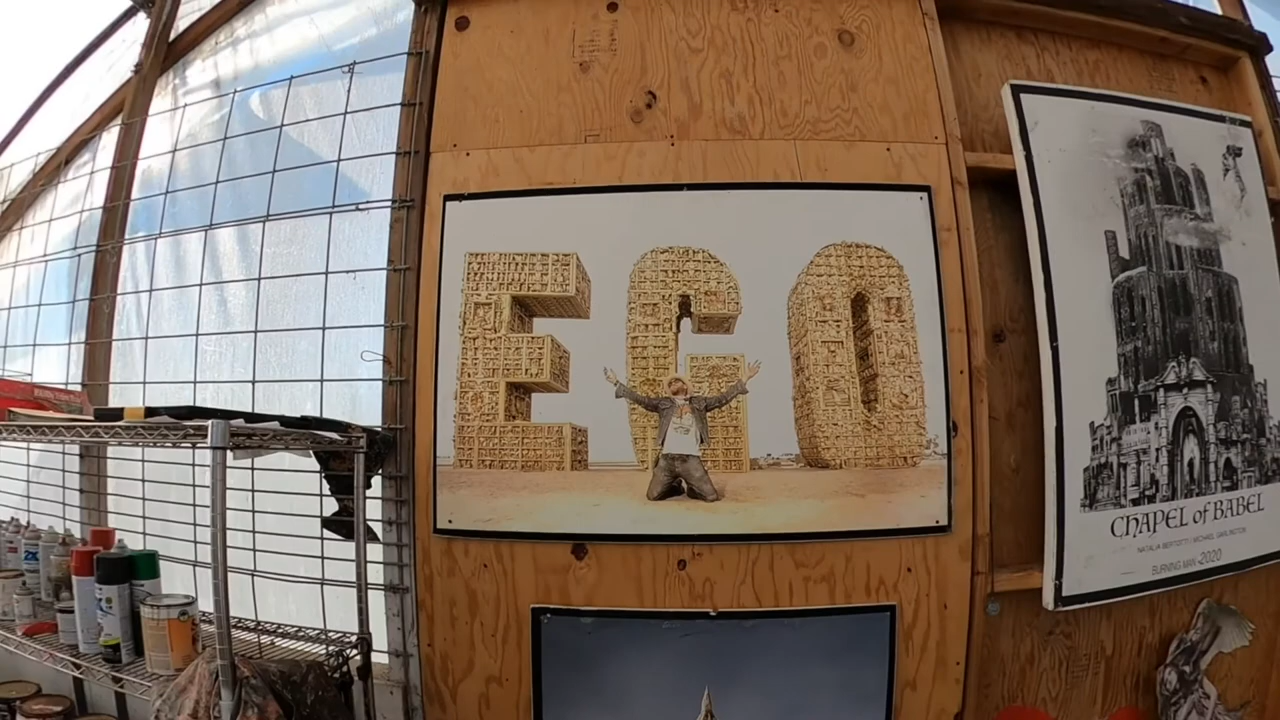 EGO
CHAPEL of BABEL
NATALIA BERTOTTI / MICHAEL GARLINGTON
BURNING MAN 2020